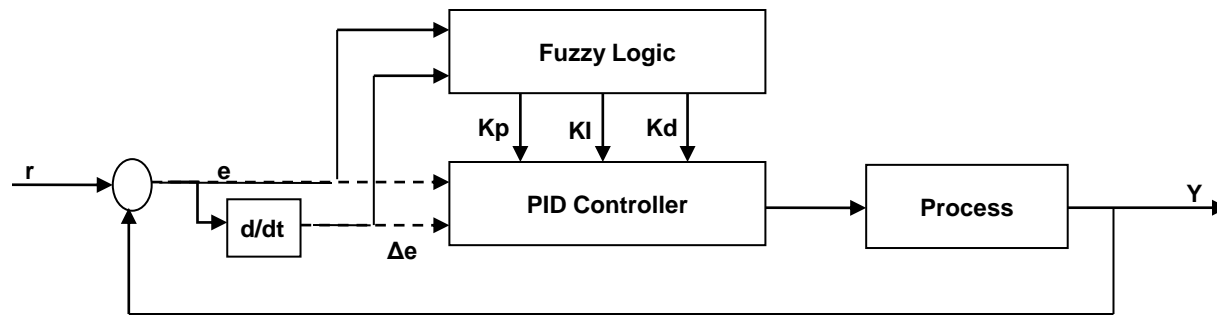 Fuzzy Logic
Kp
KI
Kd
r
e
PID Controller
Process
Y
d/dt
Δe